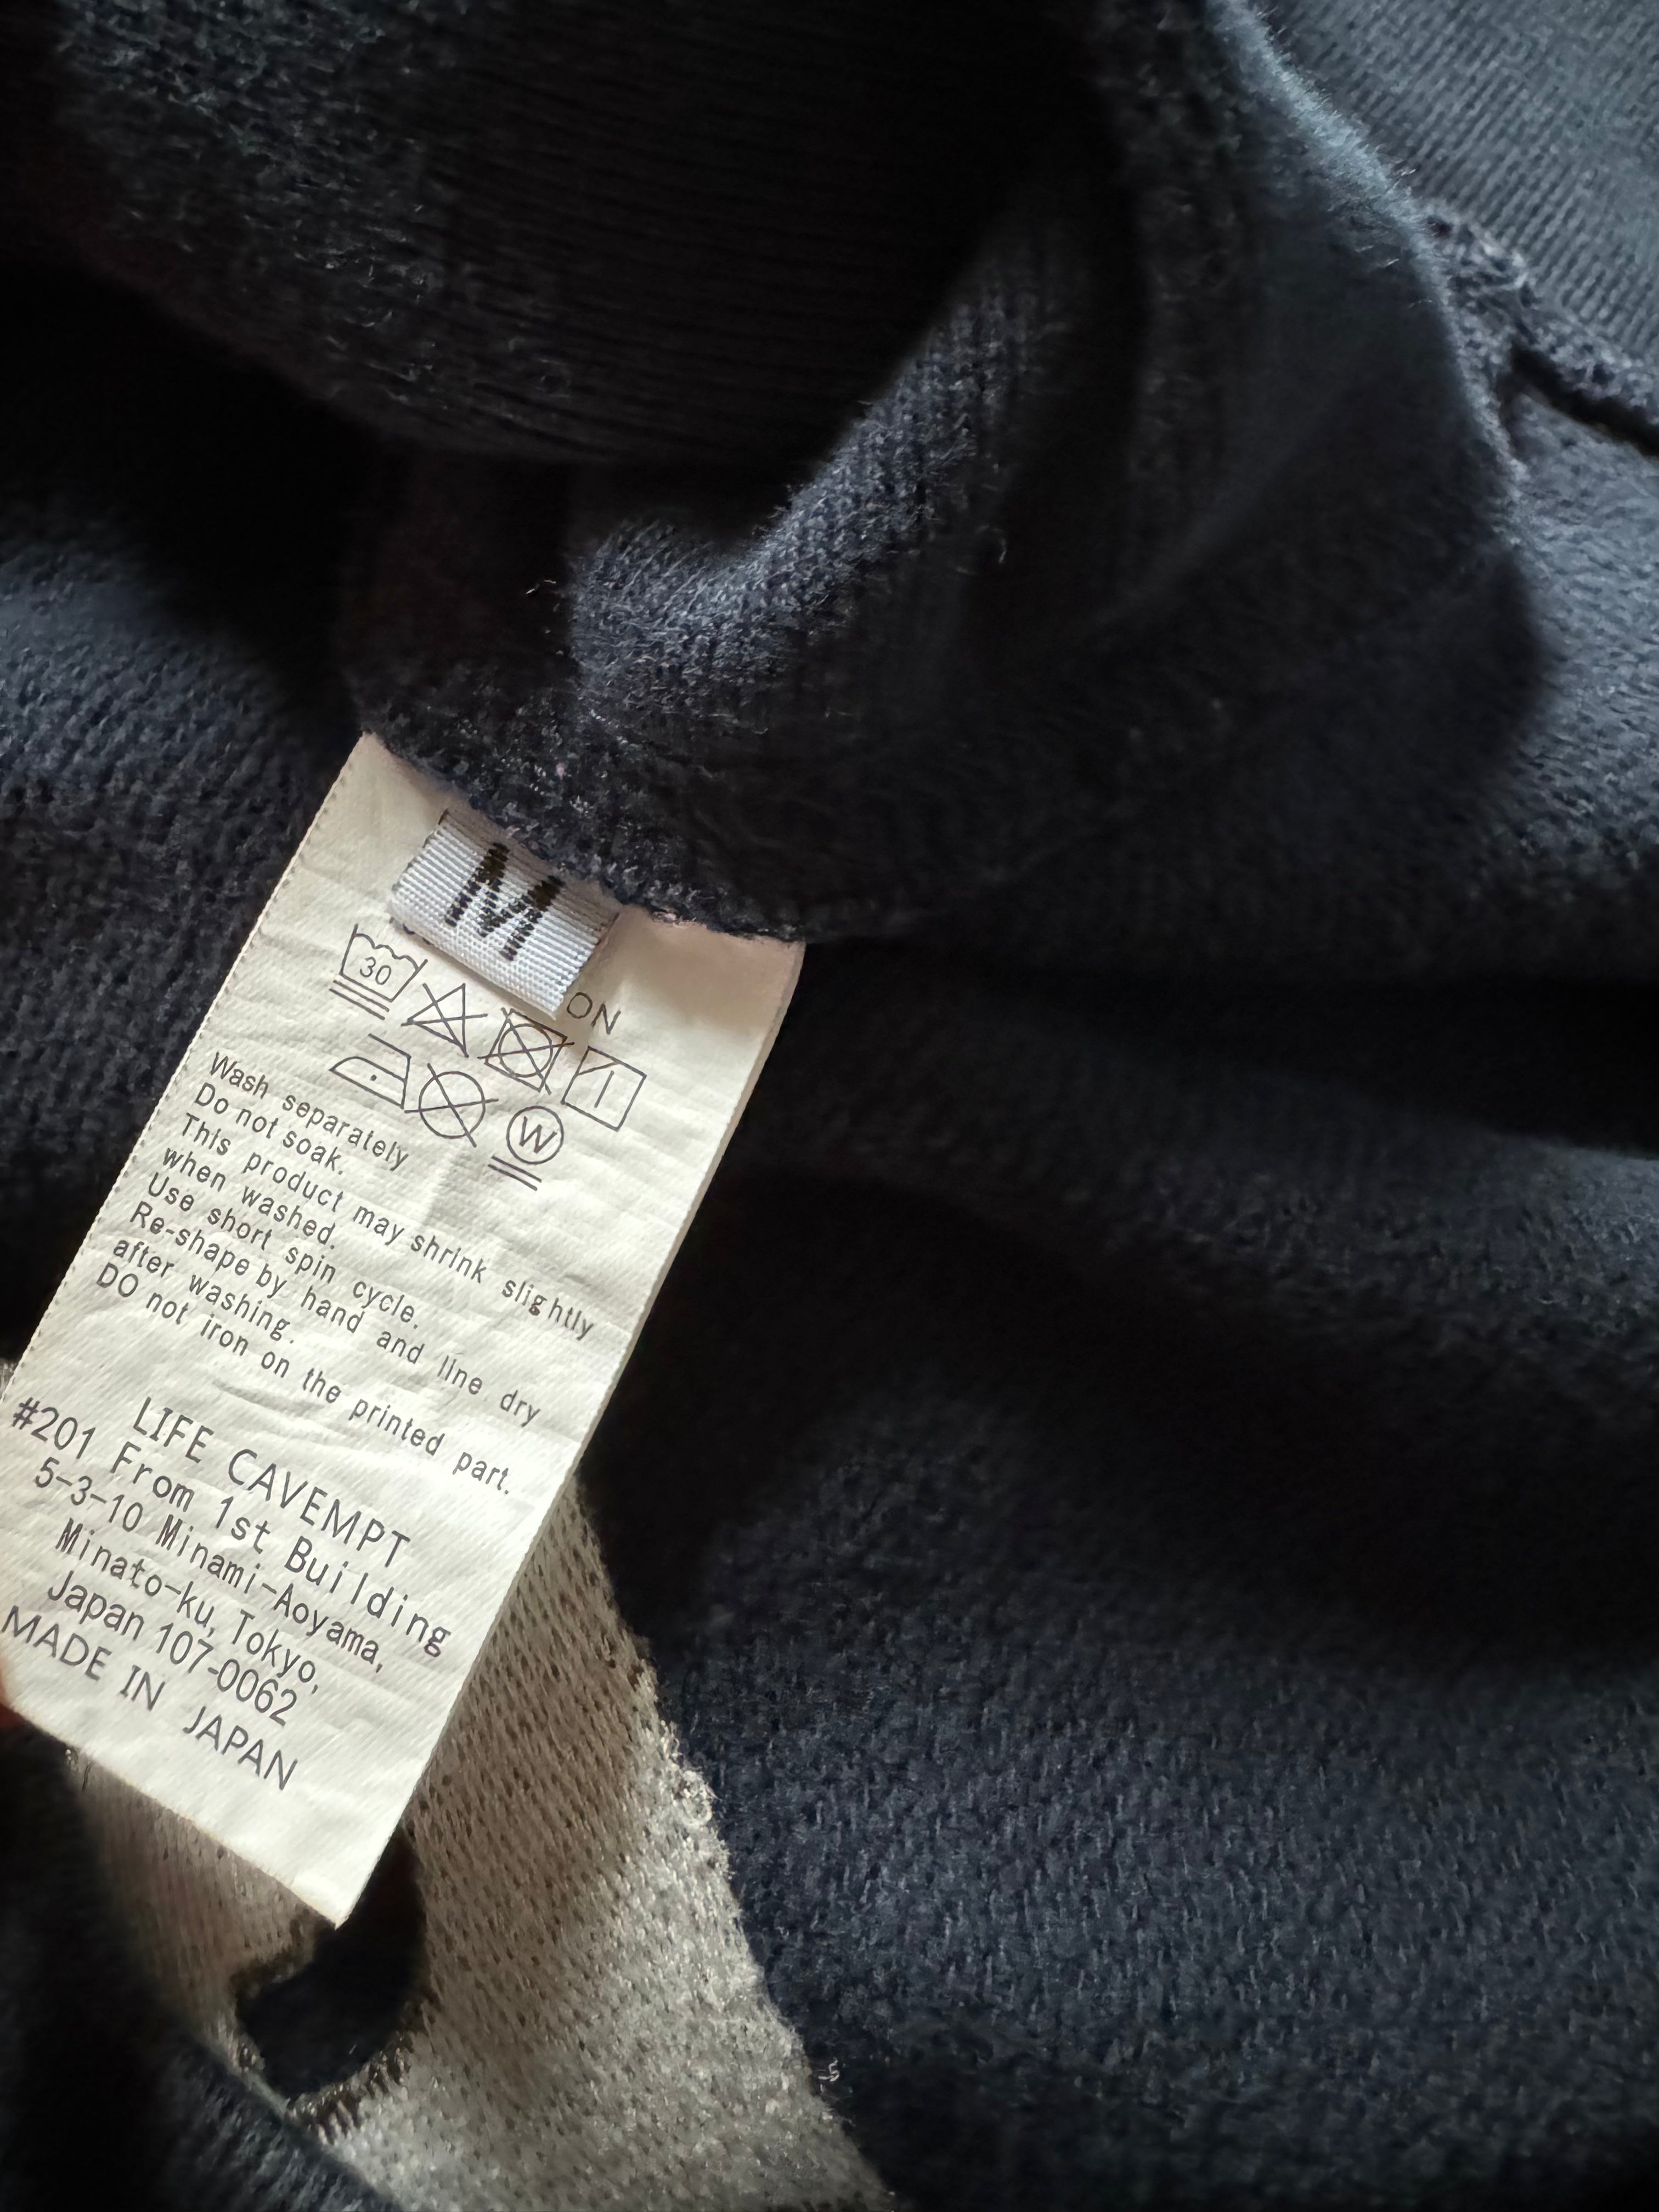 M
ON
30
W
Wash separately
Do not soak.
This product may shrink slightly
when washed.
Use short spin cycle.
Re-shape by hand and line dry
after washing.
DO not iron on the printed part.
LIFE CAVEMPT
#201 From 1st Building
5-3-10 Minami-Aoyama,
Minato-ku, Tokyo,
Japan 107-0062
MADE IN JAPAN